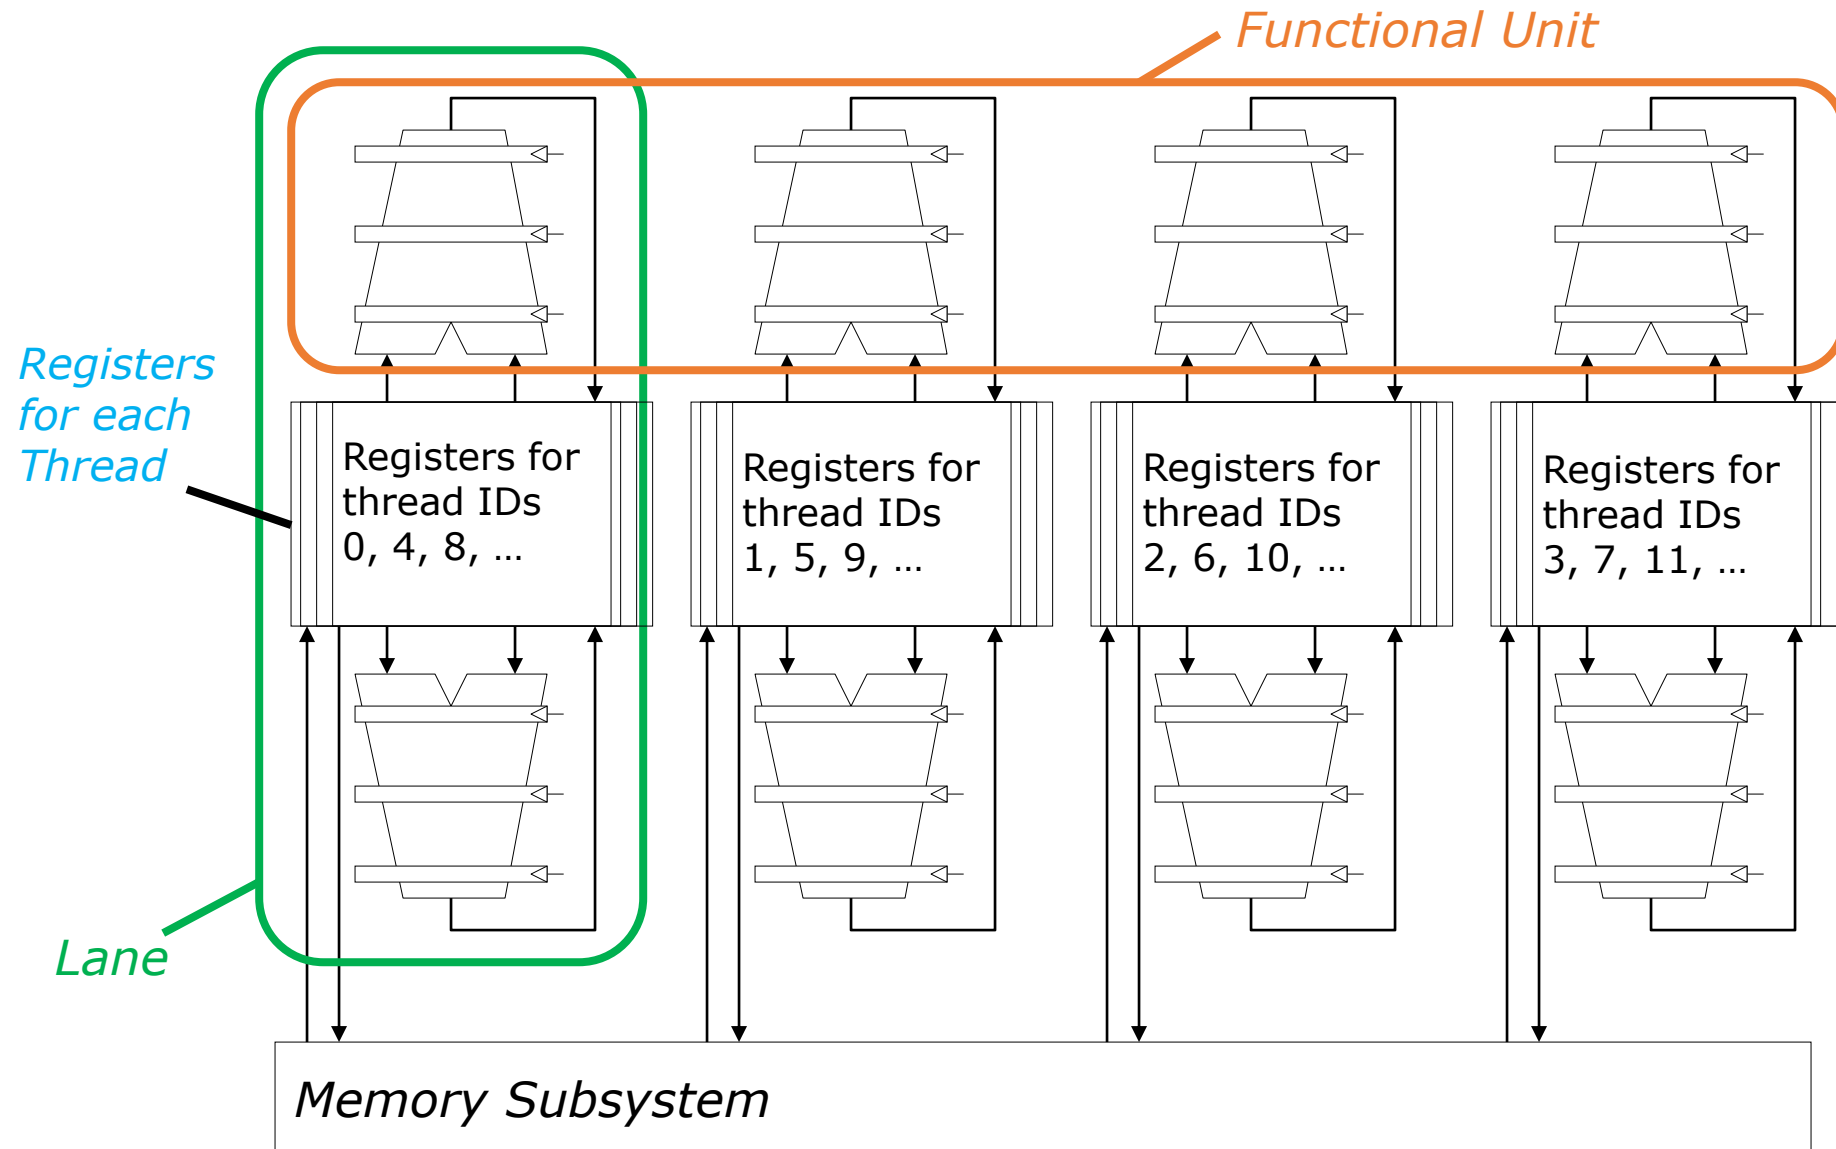 Functional Unit
Registers
for each
Thread
Registers for
thread IDs
0, 4, 8, …
Registers for
thread IDs
1, 5, 9, …
Registers for
thread IDs
2, 6, 10, …
Registers for
thread IDs
3, 7, 11, …
Lane
Memory Subsystem